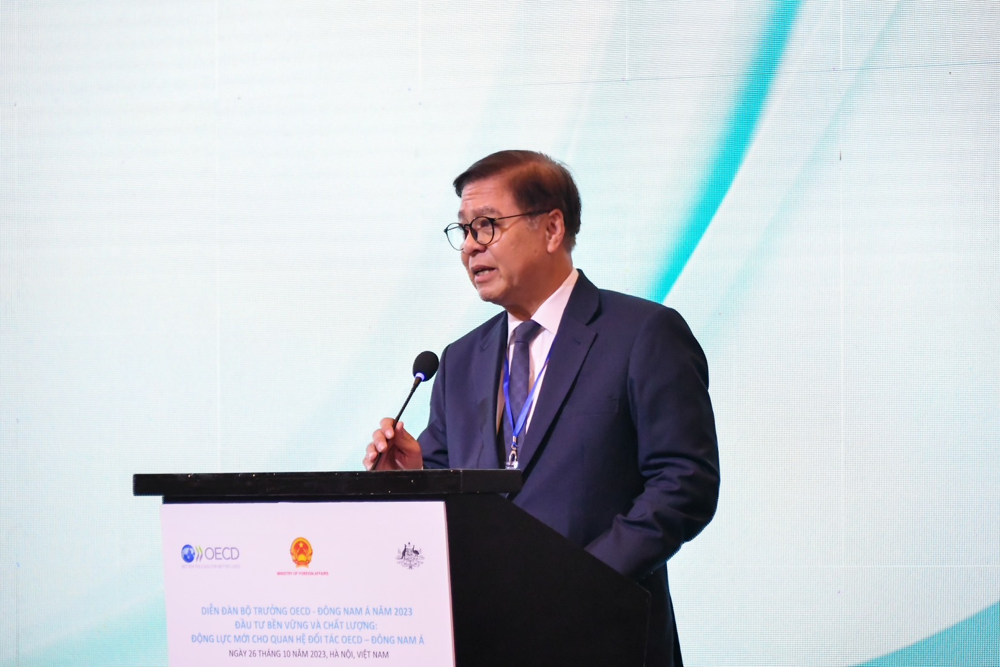 OECD
BETTER POLICIES FOR BETTER LIVES
MINISTRY OF FOREIGN AFFAIRS
DIỄN ĐÀN BỘ TRƯỞNG OECD - ĐÔNG NAM Á NĂM 2023
ĐẦU TƯ BỀN VỮNG VÀ CHẤT LƯỢNG:
ĐỘNG LỰC MỚI CHO QUAN HỆ ĐỐI TÁC OECD – ĐÔNG NAM Á
NGÀY 26 THÁNG 10 NĂM 2023, HÀ NỘI, VIỆT NAM